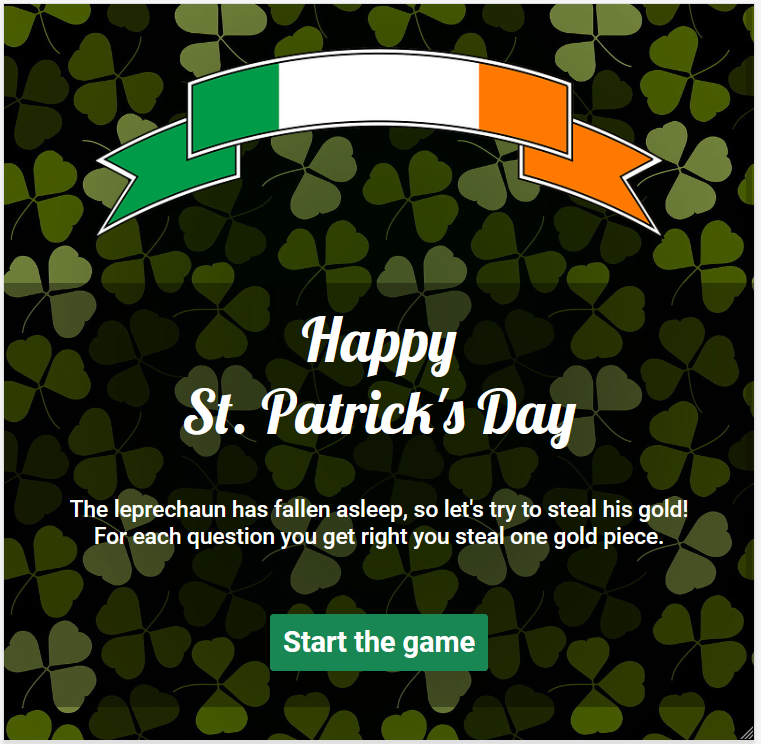 Happy
St. Patrick's Day
The leprechaun has fallen asleep, so let's try to steal his gold!
For each question you get right you steal one gold piece.
Start the game